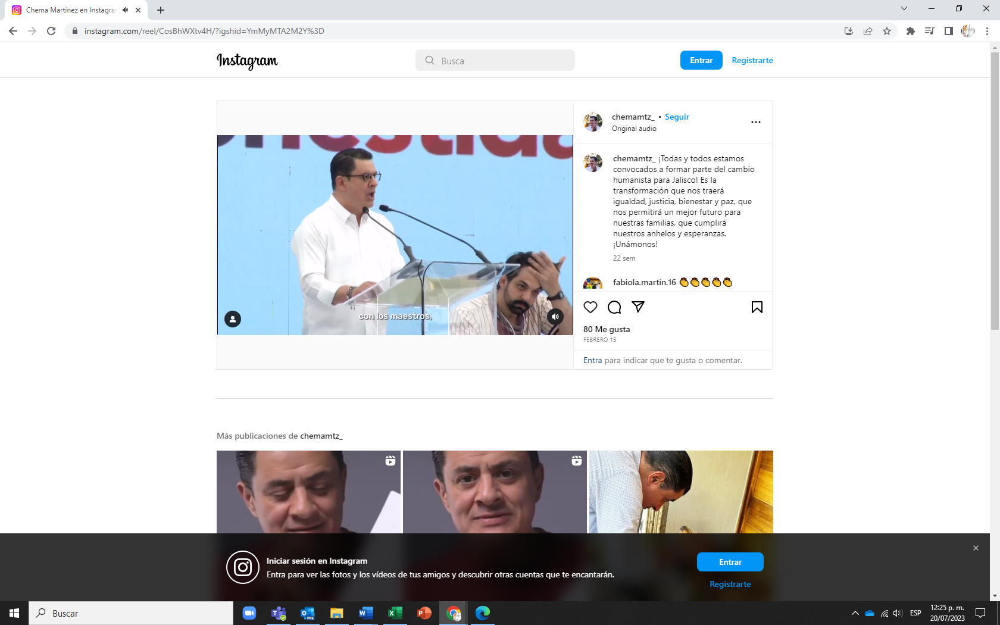 Chema Martínez en Instagra
instagram.com/reel/CosBhWXtv4H/?igshid=YmMyMTA2M2Y%3D
Instagram
Busca
Entrar
Registrarte
onestida
con los maestros,
chemamtz_ • Seguir
Original audio
chemamtz_ ¡Todas y todos estamos
convocados a formar parte del cambio
humanista para Jalisco! Es la
transformación que nos traerá
igualdad, justicia, bienestar y paz, que
nos permitirá un mejor futuro para
nuestras familias, que cumplirá
nuestros anhelos y esperanzas.
¡Unámonos!
22 sem
fabiola.martin.16 👏👏👏👏👏
80 Me gusta
FEBRERO 15
Entra para indicar que te gusta o comentar.
Más publicaciones de chemamtz_
Iniciar sesión en Instagram
Entra para ver las fotos y los vídeos de tus amigos y descubrir otras cuentas que te encantarán.
Entrar
Registrarte
Buscar
PRE
ESP
12:25 p. m.
20/07/2023